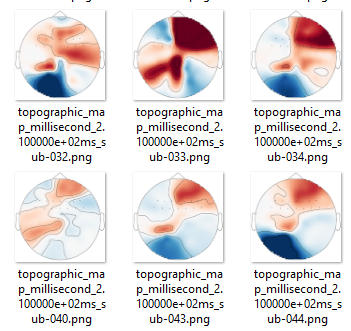 topographic_ma topographic_ma topographic_ma
p_millisecond_2. p_millisecond_2. p_millisecond_2.
100000e+02ms_s 100000e+02ms_s 100000e+02ms_s
ub-032.png ub-033.png ub-034.png
topographic_ma topographic_ma topographic_ma
p_millisecond_2. p_millisecond_2. p_millisecond_2.
100000e+02ms_s 100000e+02ms_s 100000e+02ms_s
ub-040.png ub-043.png ub-044.png